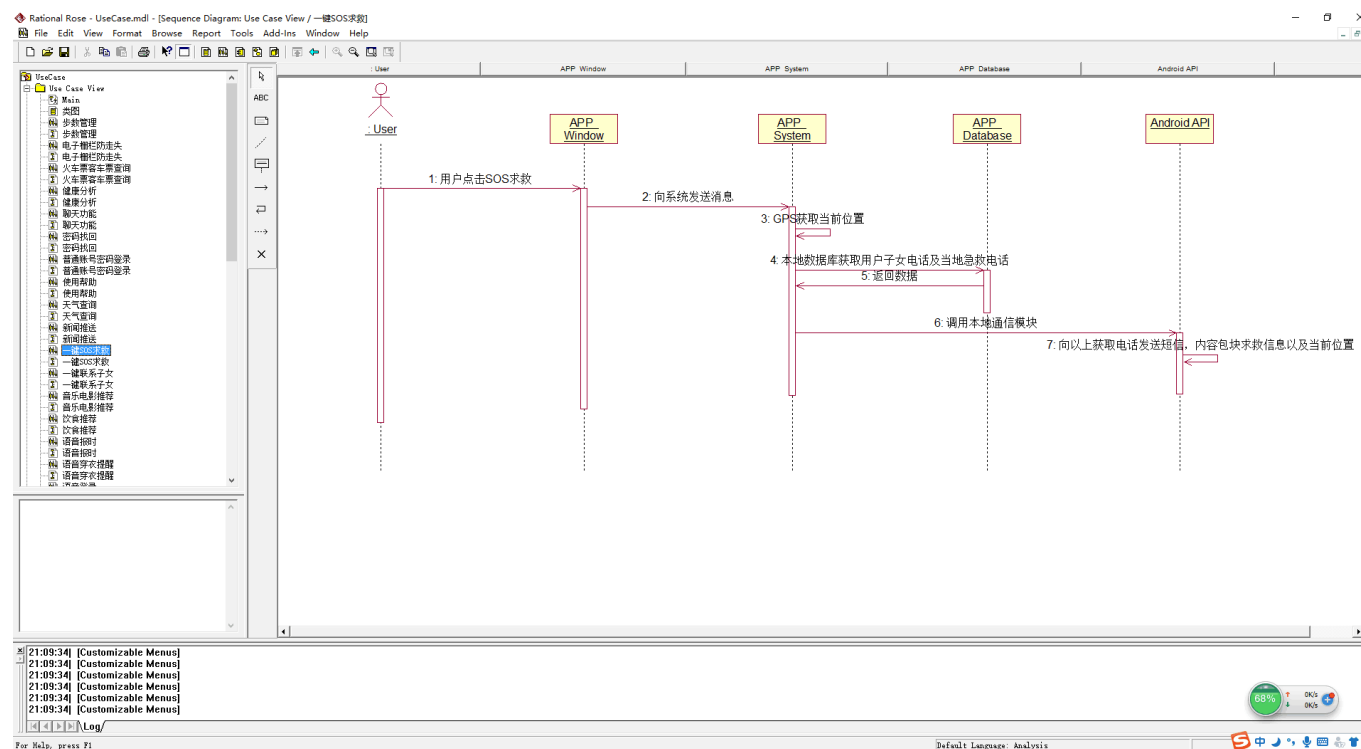 Rational Rose - UseCase.mdl - [Sequence Diagram: Use Case View / 一键SOS求救]
File Edit View Format Browse Report Tools Add-Ins Window Help
UseCase
Use Case View
Main
类图
步数管理
步数管理
电子栅栏防走失
电子栅栏防走失
火车票客车票查询
火车票客车票查询
健康分析
健康分析
聊天功能
聊天功能
密码找回
密码找回
普通账号密码登录
普通账号密码登录
使用帮助
使用帮助
天气查询
天气查询
新闻推送
新闻推送
一键SOS求救
一键SOS求救
一键联系子女
一键联系子女
音乐电影推荐
音乐电影推荐
饮食推荐
饮食推荐
语音报时
语音报时
语音穿衣提醒
语音穿衣提醒
ABC
: User APP Window APP System APP Database Android API
: User
APP Window
APP System
APP Database
Android API
1: 用户点击SOS求救
2: 向系统发送消息
3: GPS获取当前位置
4: 本地数据库获取用户子女电话及当地急救电话
5: 返回数据
6: 调用本地通信模块
7: 向以上获取电话发送短信，内容包块求救信息以及当前位置
21:09:34| [Customizable Menus]
21:09:34| [Customizable Menus]
21:09:34| [Customizable Menus]
21:09:34| [Customizable Menus]
21:09:34| [Customizable Menus]
21:09:34| [Customizable Menus]
Log
68%
0K/s
0K/s
For Help, press F1
Default Language: Analysis
中